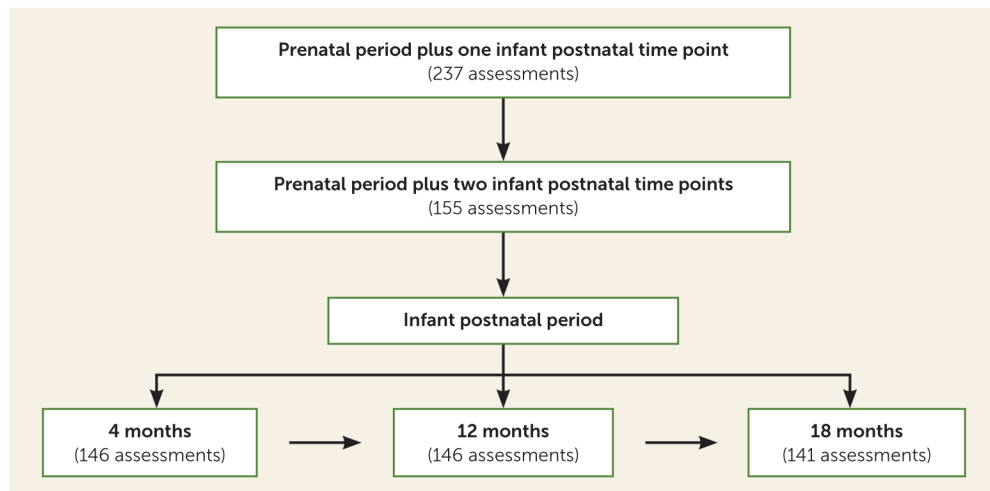 Prenatal period plus one infant postnatal time point
(237 assessments)
Prenatal period plus two infant postnatal time points
(155 assessments)
Infant postnatal period
4 months
(146 assessments)
12 months
(146 assessments)
18 months
(141 assessments)